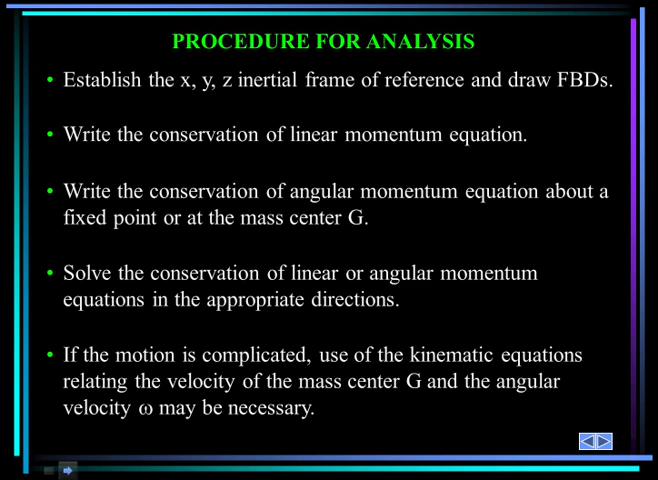 PROCEDURE FOR ANALYSIS
• Establish the x, y, z inertial frame of reference and draw FBDs.
• Write the conservation of linear momentum equation.
• Write the conservation of angular momentum equation about a
fixed point or at the mass center G.
• Solve the conservation of linear or angular momentum
equations in the appropriate directions.
• If the motion is complicated, use of the kinematic equations
relating the velocity of the mass center G and the angular
velocity ω may be necessary.